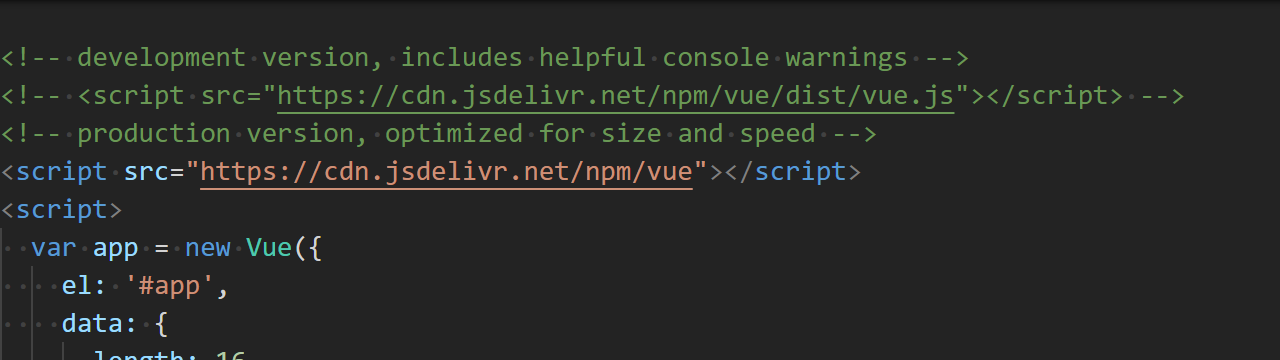 <!-- development version, includes helpful console warnings -->
<!-- <script src="https://cdn.jsdelivr.net/npm/vue/dist/vue.js"></script> -->
<!-- production version, optimized for size and speed -->
<script src="https://cdn.jsdelivr.net/npm/vue"></script>
<script>
  var app = new Vue({
    el: '#app',
    data: {
      length: 16